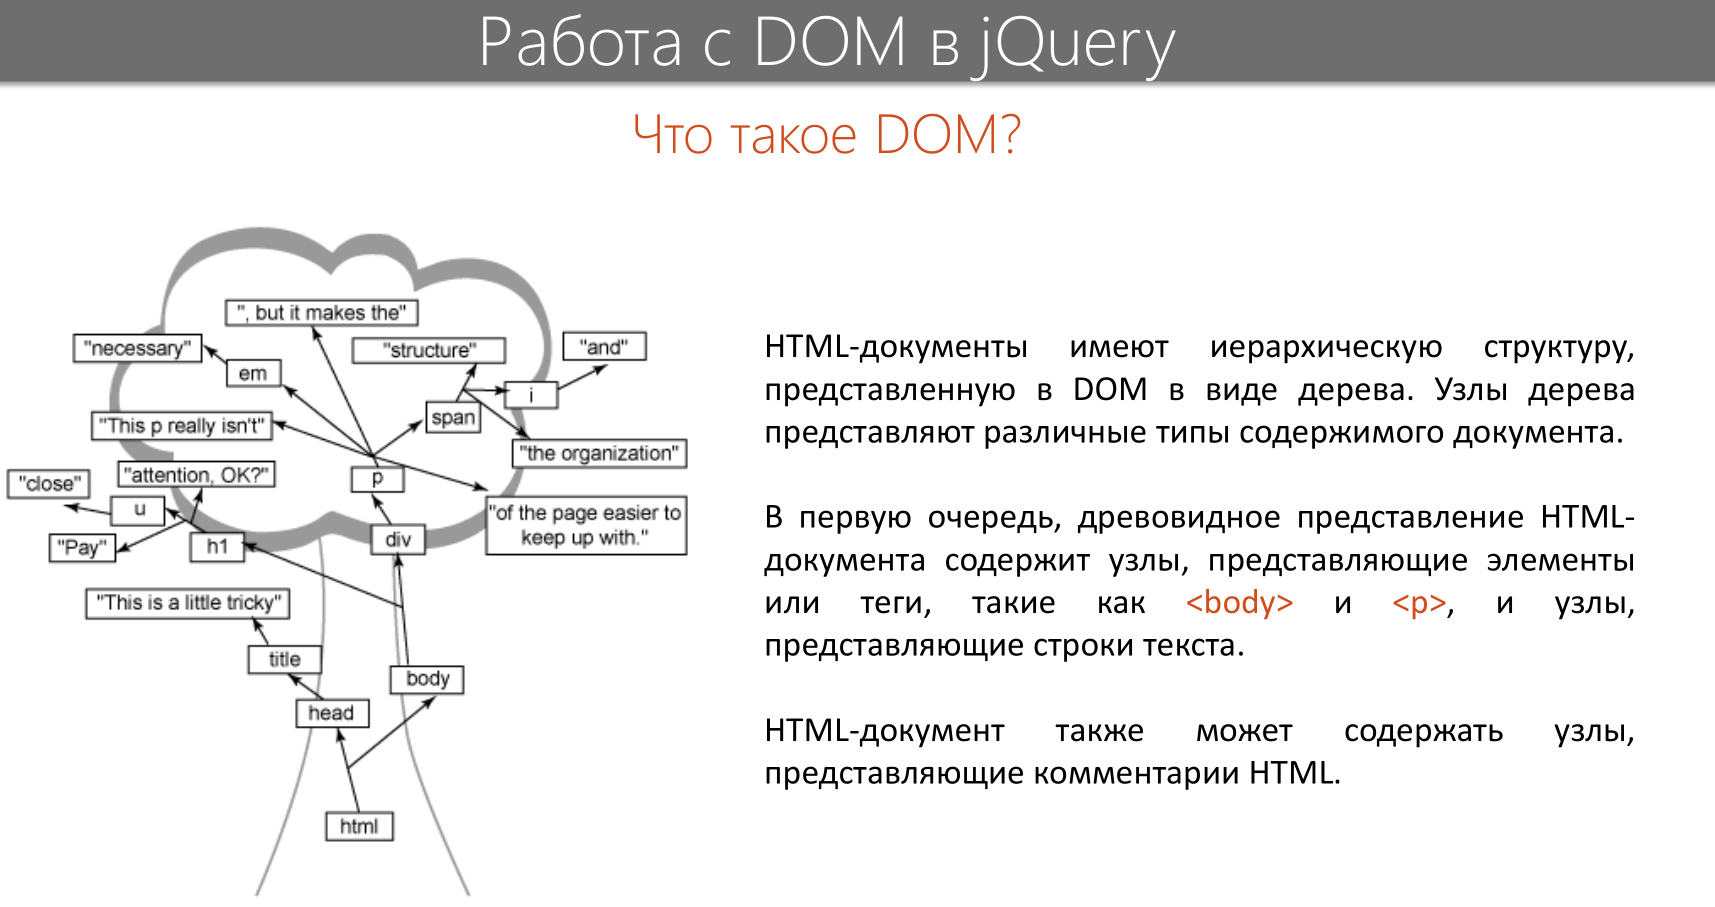 Работа с DOM в jQuery
Что такое DOM?
", but it makes the"
"necessary"
"structure"
"and"
em
i
span
"This p really isn't"
"the organization"
"attention, OK?"
p
"close"
u
"of the page easier to
keep up with."
"Pay"
h1
div
"This is a little tricky"
title
body
head
html
HTML-документы имеют иерархическую структуру,
представленную в DOM в виде дерева. Узлы дерева
представляют различные типы содержимого документа.
В первую очередь, древовидное представление HTML-
документа содержит узлы, представляющие элементы
или теги, такие как <body> и <p>, и узлы,
представляющие строки текста.
HTML-документ также может содержать узлы,
представляющие комментарии HTML.